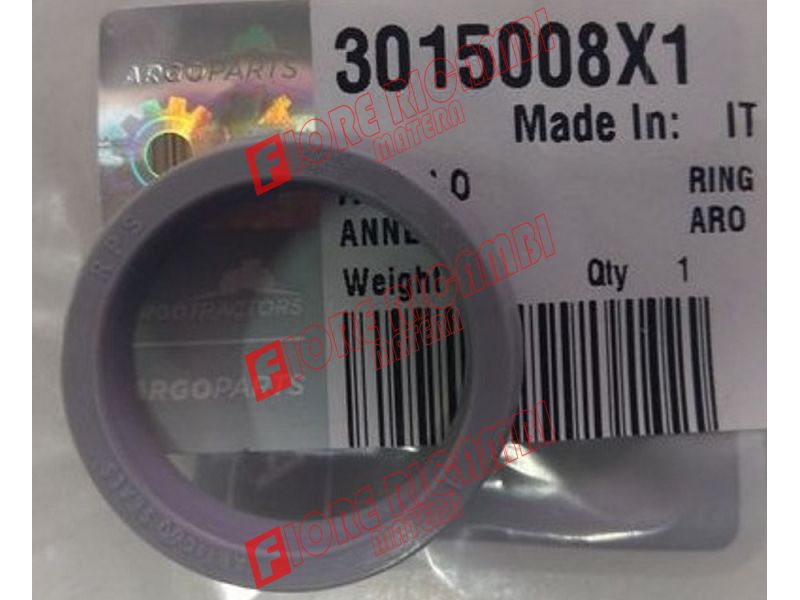 ARGOPARTS
3015008X1
Made In: IT
RING
ARO
Weight
Qty 1
ARGOTRACTORS
ARGOPARTS
RPS
FIORE RICAMBI
MATERA
FIORE RICAMBI
MATERA
FIORE RICAMBI
MATERA